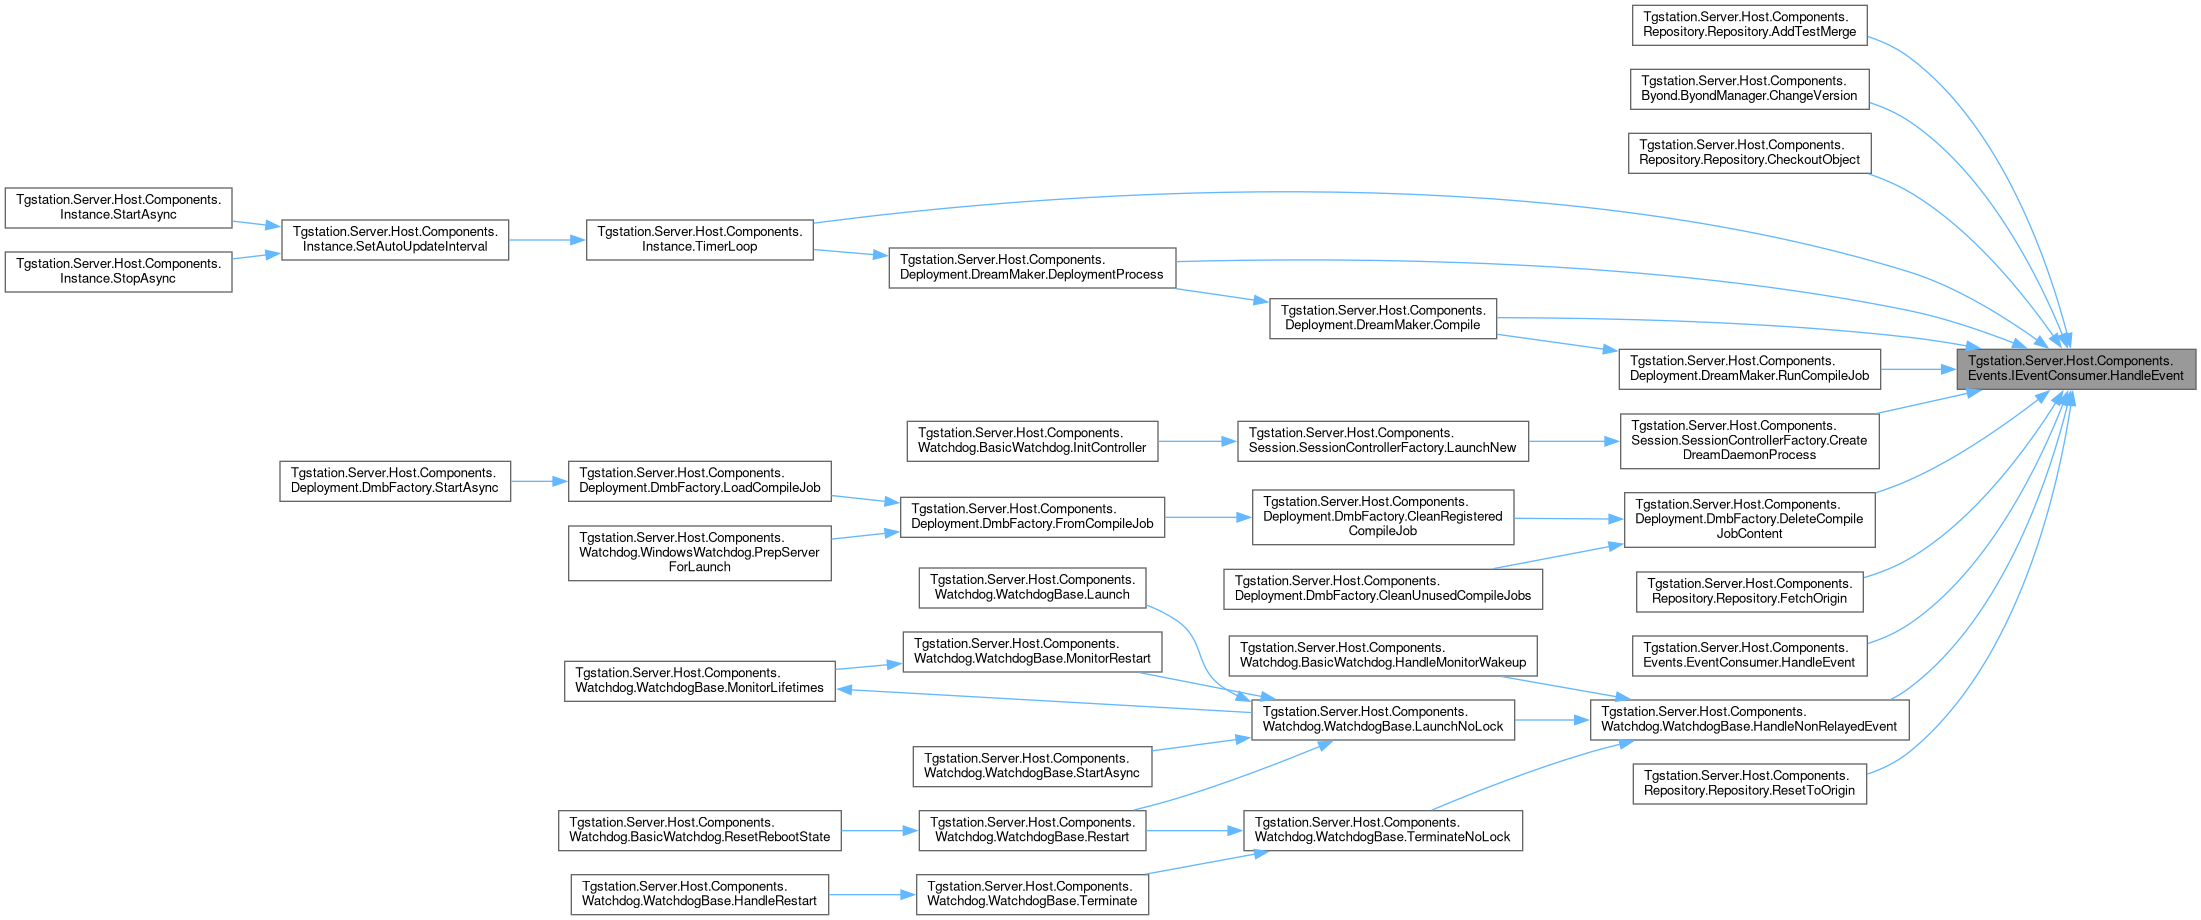 Tgstation.Server.Host.Components.
Repository.Repository.AddTestMerge
Tgstation.Server.Host.Components.
Byond.ByondManager.ChangeVersion
Tgstation.Server.Host.Components.
Repository.Repository.CheckoutObject
Tgstation.Server.Host.Components.
Instance.StartAsync
Tgstation.Server.Host.Components.
Instance.StopAsync
Tgstation.Server.Host.Components.
Instance.SetAutoUpdateInterval
Tgstation.Server.Host.Components.
Instance.TimerLoop
Tgstation.Server.Host.Components.
Deployment.DreamMaker.DeploymentProcess
Tgstation.Server.Host.Components.
Deployment.DreamMaker.Compile
Tgstation.Server.Host.Components.
Deployment.DreamMaker.RunCompileJob
Tgstation.Server.Host.Components.
Events.IEventConsumer.HandleEvent
Tgstation.Server.Host.Components.
Watchdog.BasicWatchdog.InitController
Tgstation.Server.Host.Components.
Session.SessionControllerFactory.LaunchNew
Tgstation.Server.Host.Components.
Session.SessionControllerFactory.Create
DreamDaemonProcess
Tgstation.Server.Host.Components.
Deployment.DmbFactory.StartAsync
Tgstation.Server.Host.Components.
Deployment.DmbFactory.LoadCompileJob
Tgstation.Server.Host.Components.
Watchdog.WindowsWatchdog.PrepServer
ForLaunch
Tgstation.Server.Host.Components.
Deployment.DmbFactory.FromCompileJob
Tgstation.Server.Host.Components.
Deployment.DmbFactory.CleanRegistered
CompileJob
Tgstation.Server.Host.Components.
Deployment.DmbFactory.DeleteCompile
JobContent
Tgstation.Server.Host.Components.
Deployment.DmbFactory.CleanUnusedCompileJobs
Tgstation.Server.Host.Components.
Repository.Repository.FetchOrigin
Tgstation.Server.Host.Components.
Watchdog.WatchdogBase.Launch
Tgstation.Server.Host.Components.
Watchdog.WatchdogBase.MonitorRestart
Tgstation.Server.Host.Components.
Watchdog.BasicWatchdog.HandleMonitorWakeup
Tgstation.Server.Host.Components.
Events.EventConsumer.HandleEvent
Tgstation.Server.Host.Components.
Watchdog.WatchdogBase.MonitorLifetimes
Tgstation.Server.Host.Components.
Watchdog.WatchdogBase.LaunchNoLock
Tgstation.Server.Host.Components.
Watchdog.WatchdogBase.HandleNonRelayedEvent
Tgstation.Server.Host.Components.
Watchdog.WatchdogBase.StartAsync
Tgstation.Server.Host.Components.
Repository.Repository.ResetToOrigin
Tgstation.Server.Host.Components.
Watchdog.BasicWatchdog.ResetRebootState
Tgstation.Server.Host.Components.
Watchdog.WatchdogBase.Restart
Tgstation.Server.Host.Components.
Watchdog.WatchdogBase.TerminateNoLock
Tgstation.Server.Host.Components.
Watchdog.WatchdogBase.HandleRestart
Tgstation.Server.Host.Components.
Watchdog.WatchdogBase.Terminate